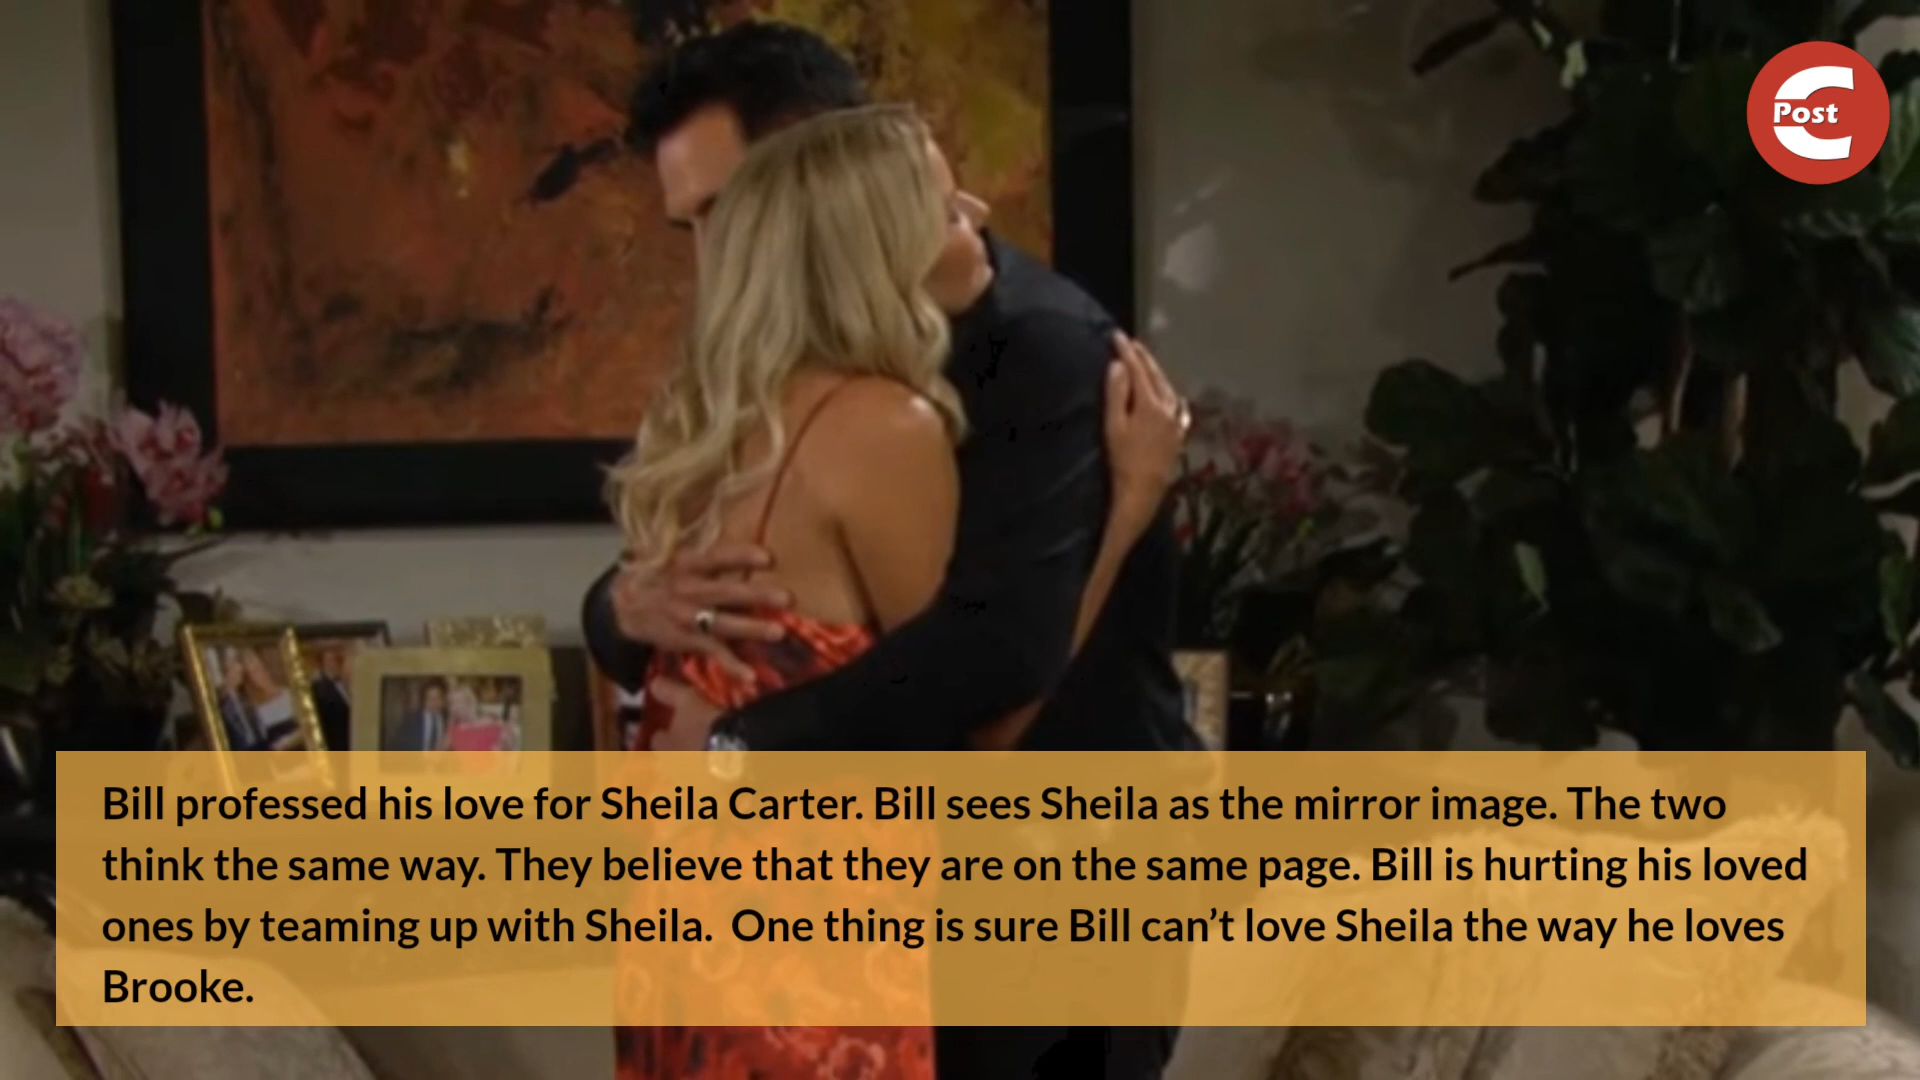 Post
Bill professed his love for Sheila Carter. Bill sees Sheila as the mirror image. The two
think the same way. They believe that they are on the same page. Bill is hurting his loved
ones by teaming up with Sheila.  One thing is sure Bill can’t love Sheila the way he loves
Brooke.